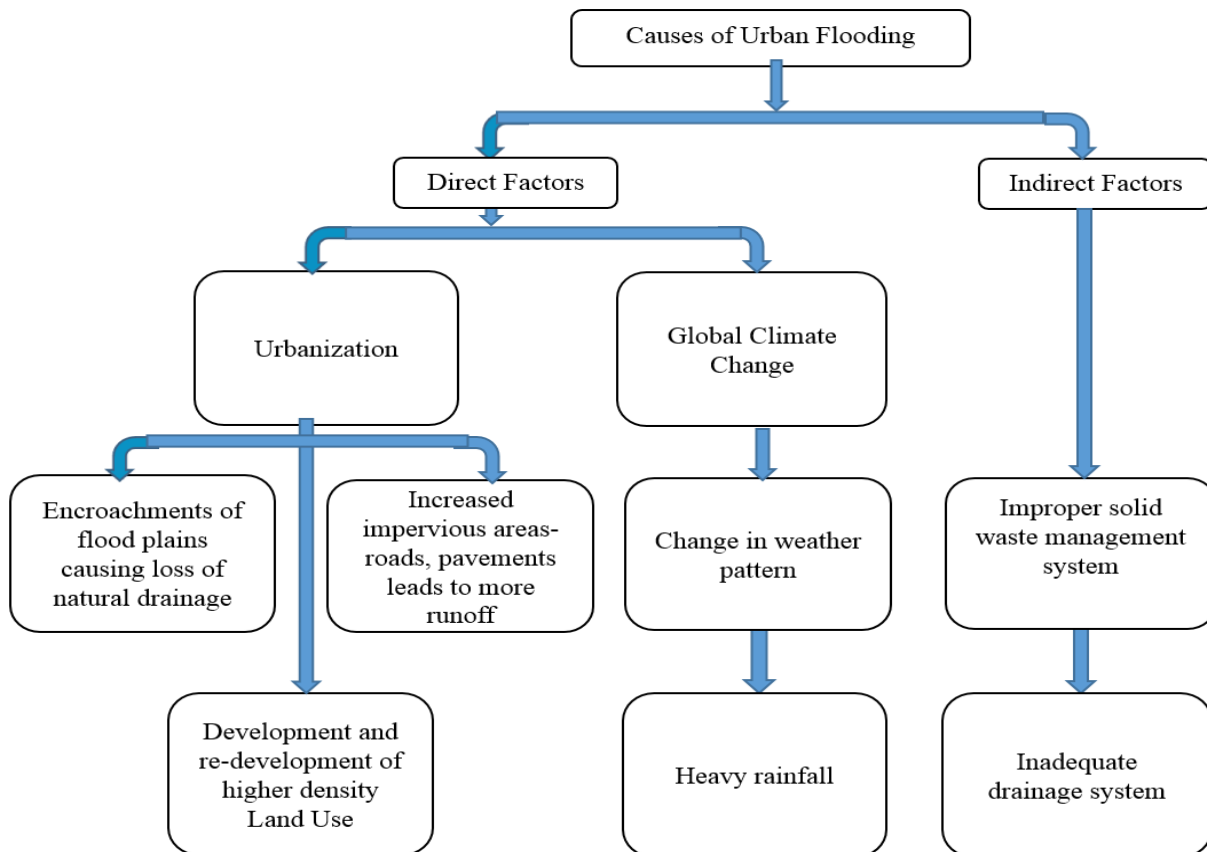 Causes of Urban Flooding
Direct Factors
Indirect Factors
Urbanization
Global Climate
Change
Encroachments of
flood plains
causing loss of
natural drainage
Increased
impervious areas-
roads, pavements
leads to more
runoff
Change in weather
pattern
Improper solid
waste management
system
Development and
re-development of
higher density
Land Use
Heavy rainfall
Inadequate
drainage system